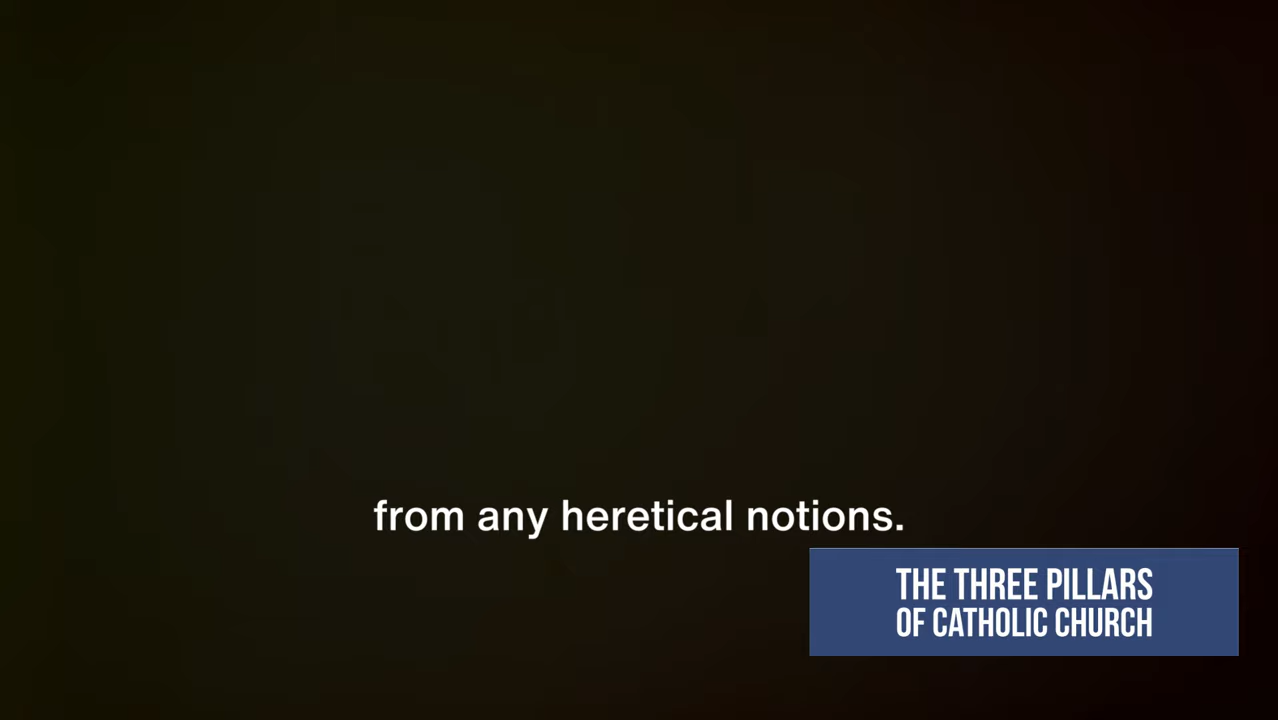 from any heretical notions.
THE THREE PILLARS
OF CATHOLIC CHURCH